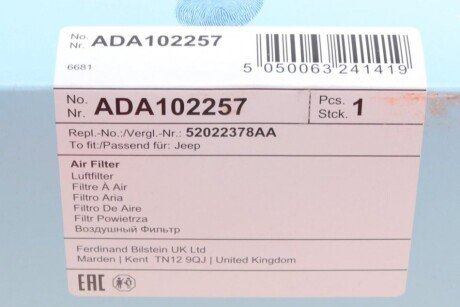 No.
Nr. ADA102257
6681
5 050063 241419
No.
Nr. ADA102257
Pcs.
Stck. 1
Repl.-No.:/Vergl.-Nr.: 52022378AA
To fit:/Passend für: Jeep
Air Filter
Luftfilter
Filtre À Air
Filtro Aria
Filtro De Aire
Filtr Powietrza
Воздушный Фильтр
Ferdinand Bilstein UK Ltd
Marden | Kent TN12 9QJ | United Kingdom
EAC